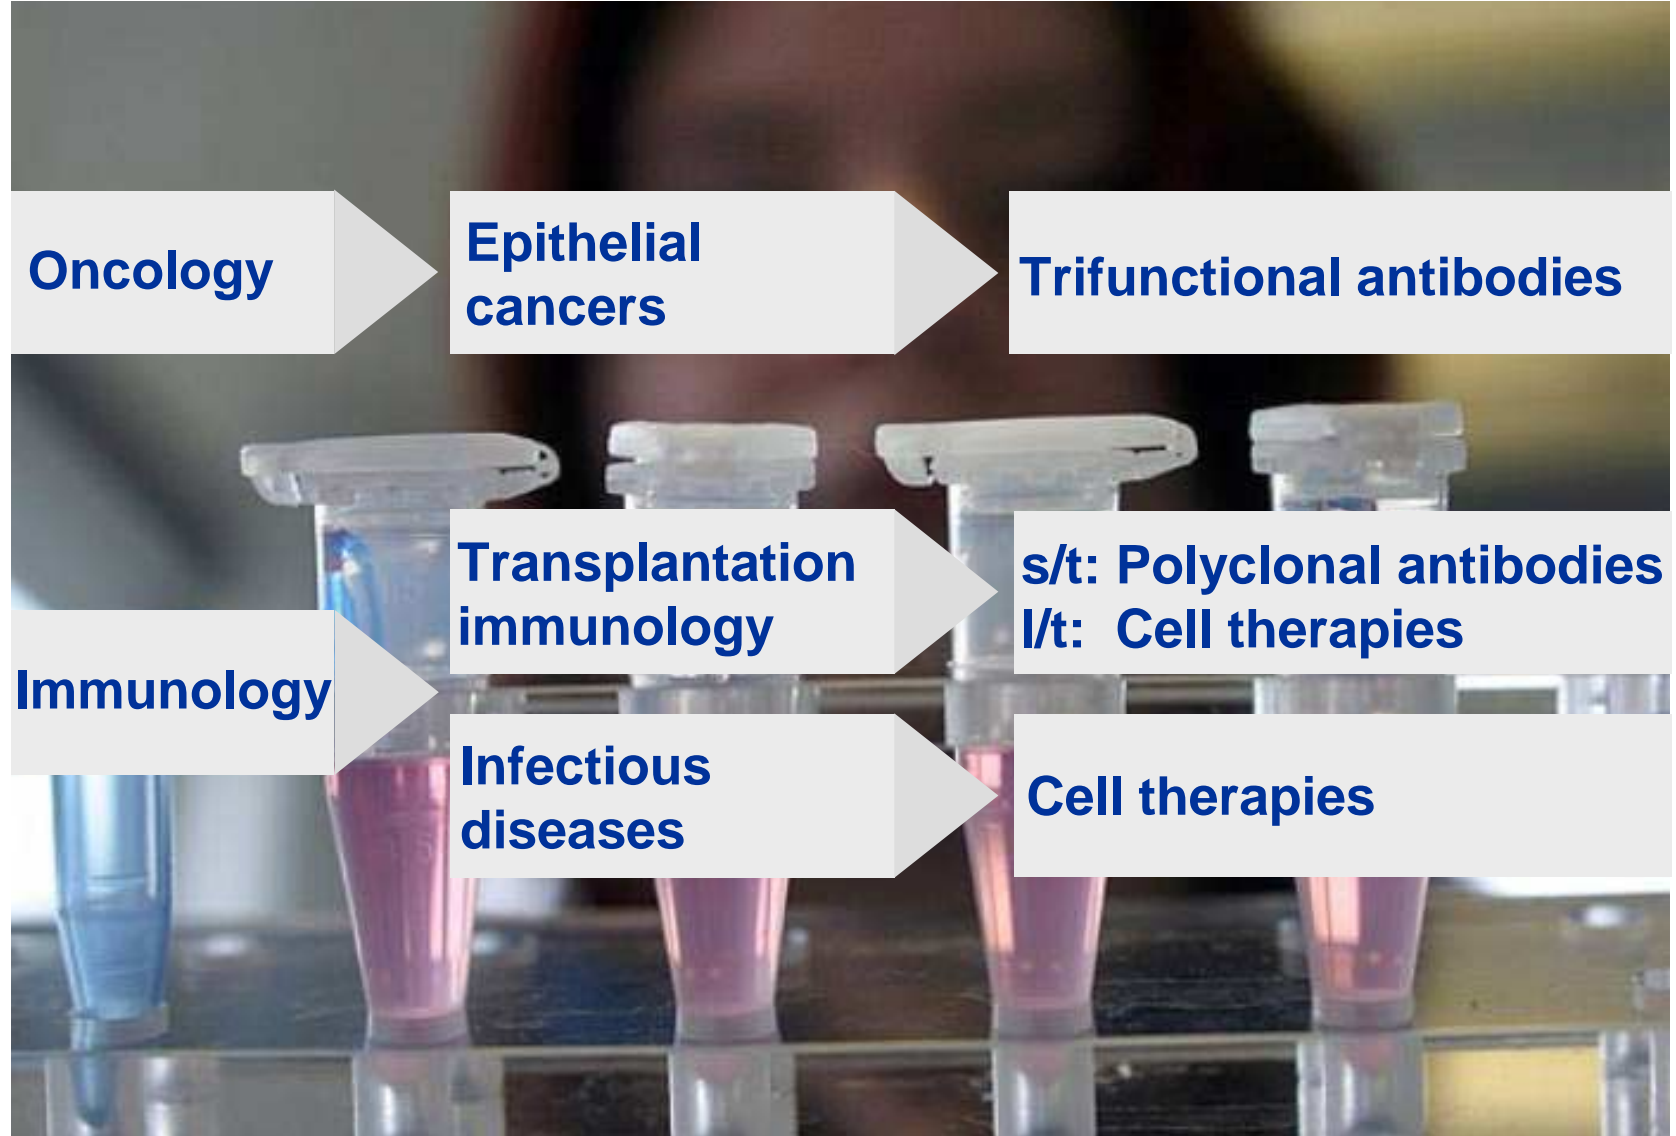 Oncology
Epithelial
cancers
Trifunctional antibodies
Immunology
Transplantation
immunology
s/t: Polyclonal antibodies
l/t: Cell therapies
Infectious
diseases
Cell therapies